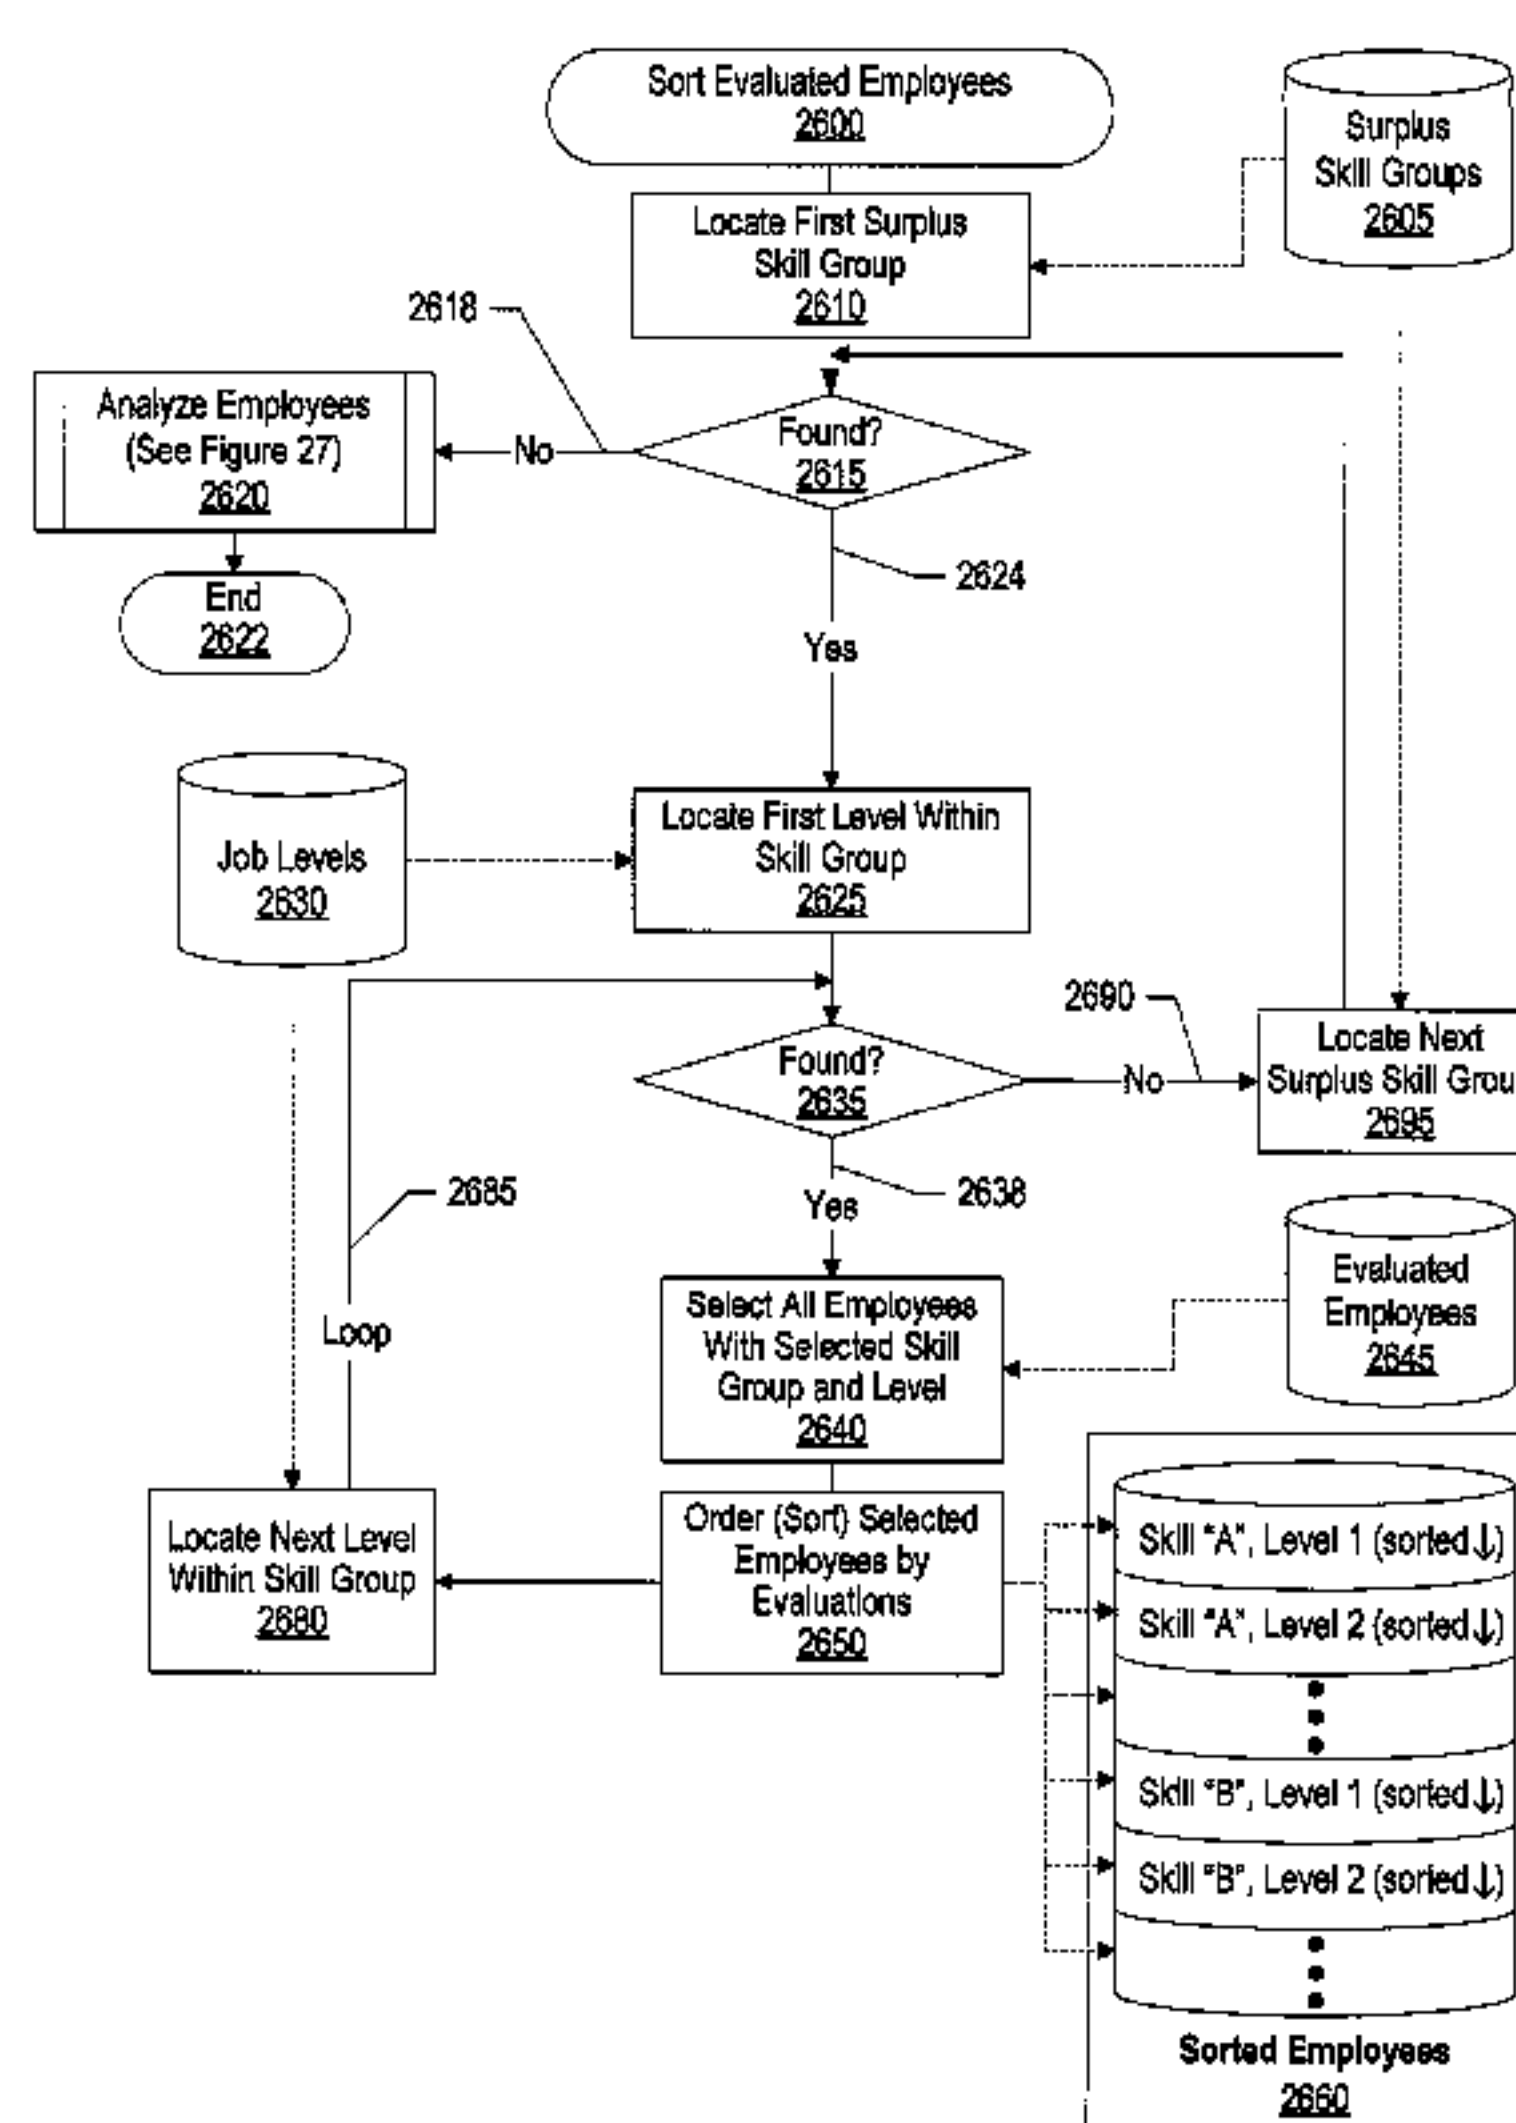 Sort Evaluated Employees
2600
Surplus
Skill Groups
2605
Locate First Surplus
Skill Group
2610
2618
Analyze Employees
(See Figure 27)
2620
No
Found?
2615
End
2622
2624
Yes
Job Levels
2630
Locate First Level Within
Skill Group
2625
2690
Found?
2635
No
Locate Next
Surplus Skill Grou
2695
2685
2638
Yes
Loop
Select All Employees
With Selected Skill
Group and Level
2640
Evaluated
Employees
2645
Locate Next Level
Within Skill Group
2680
Order (Sort) Selected
Employees by
Evaluations
2650
Skill "A", Level 1 (sorted↓)
Skill "A", Level 2 (sorted↓)
Skill "B", Level 1 (sorted↓)
Skill "B", Level 2 (sorted↓)
Sorted Employees
2660